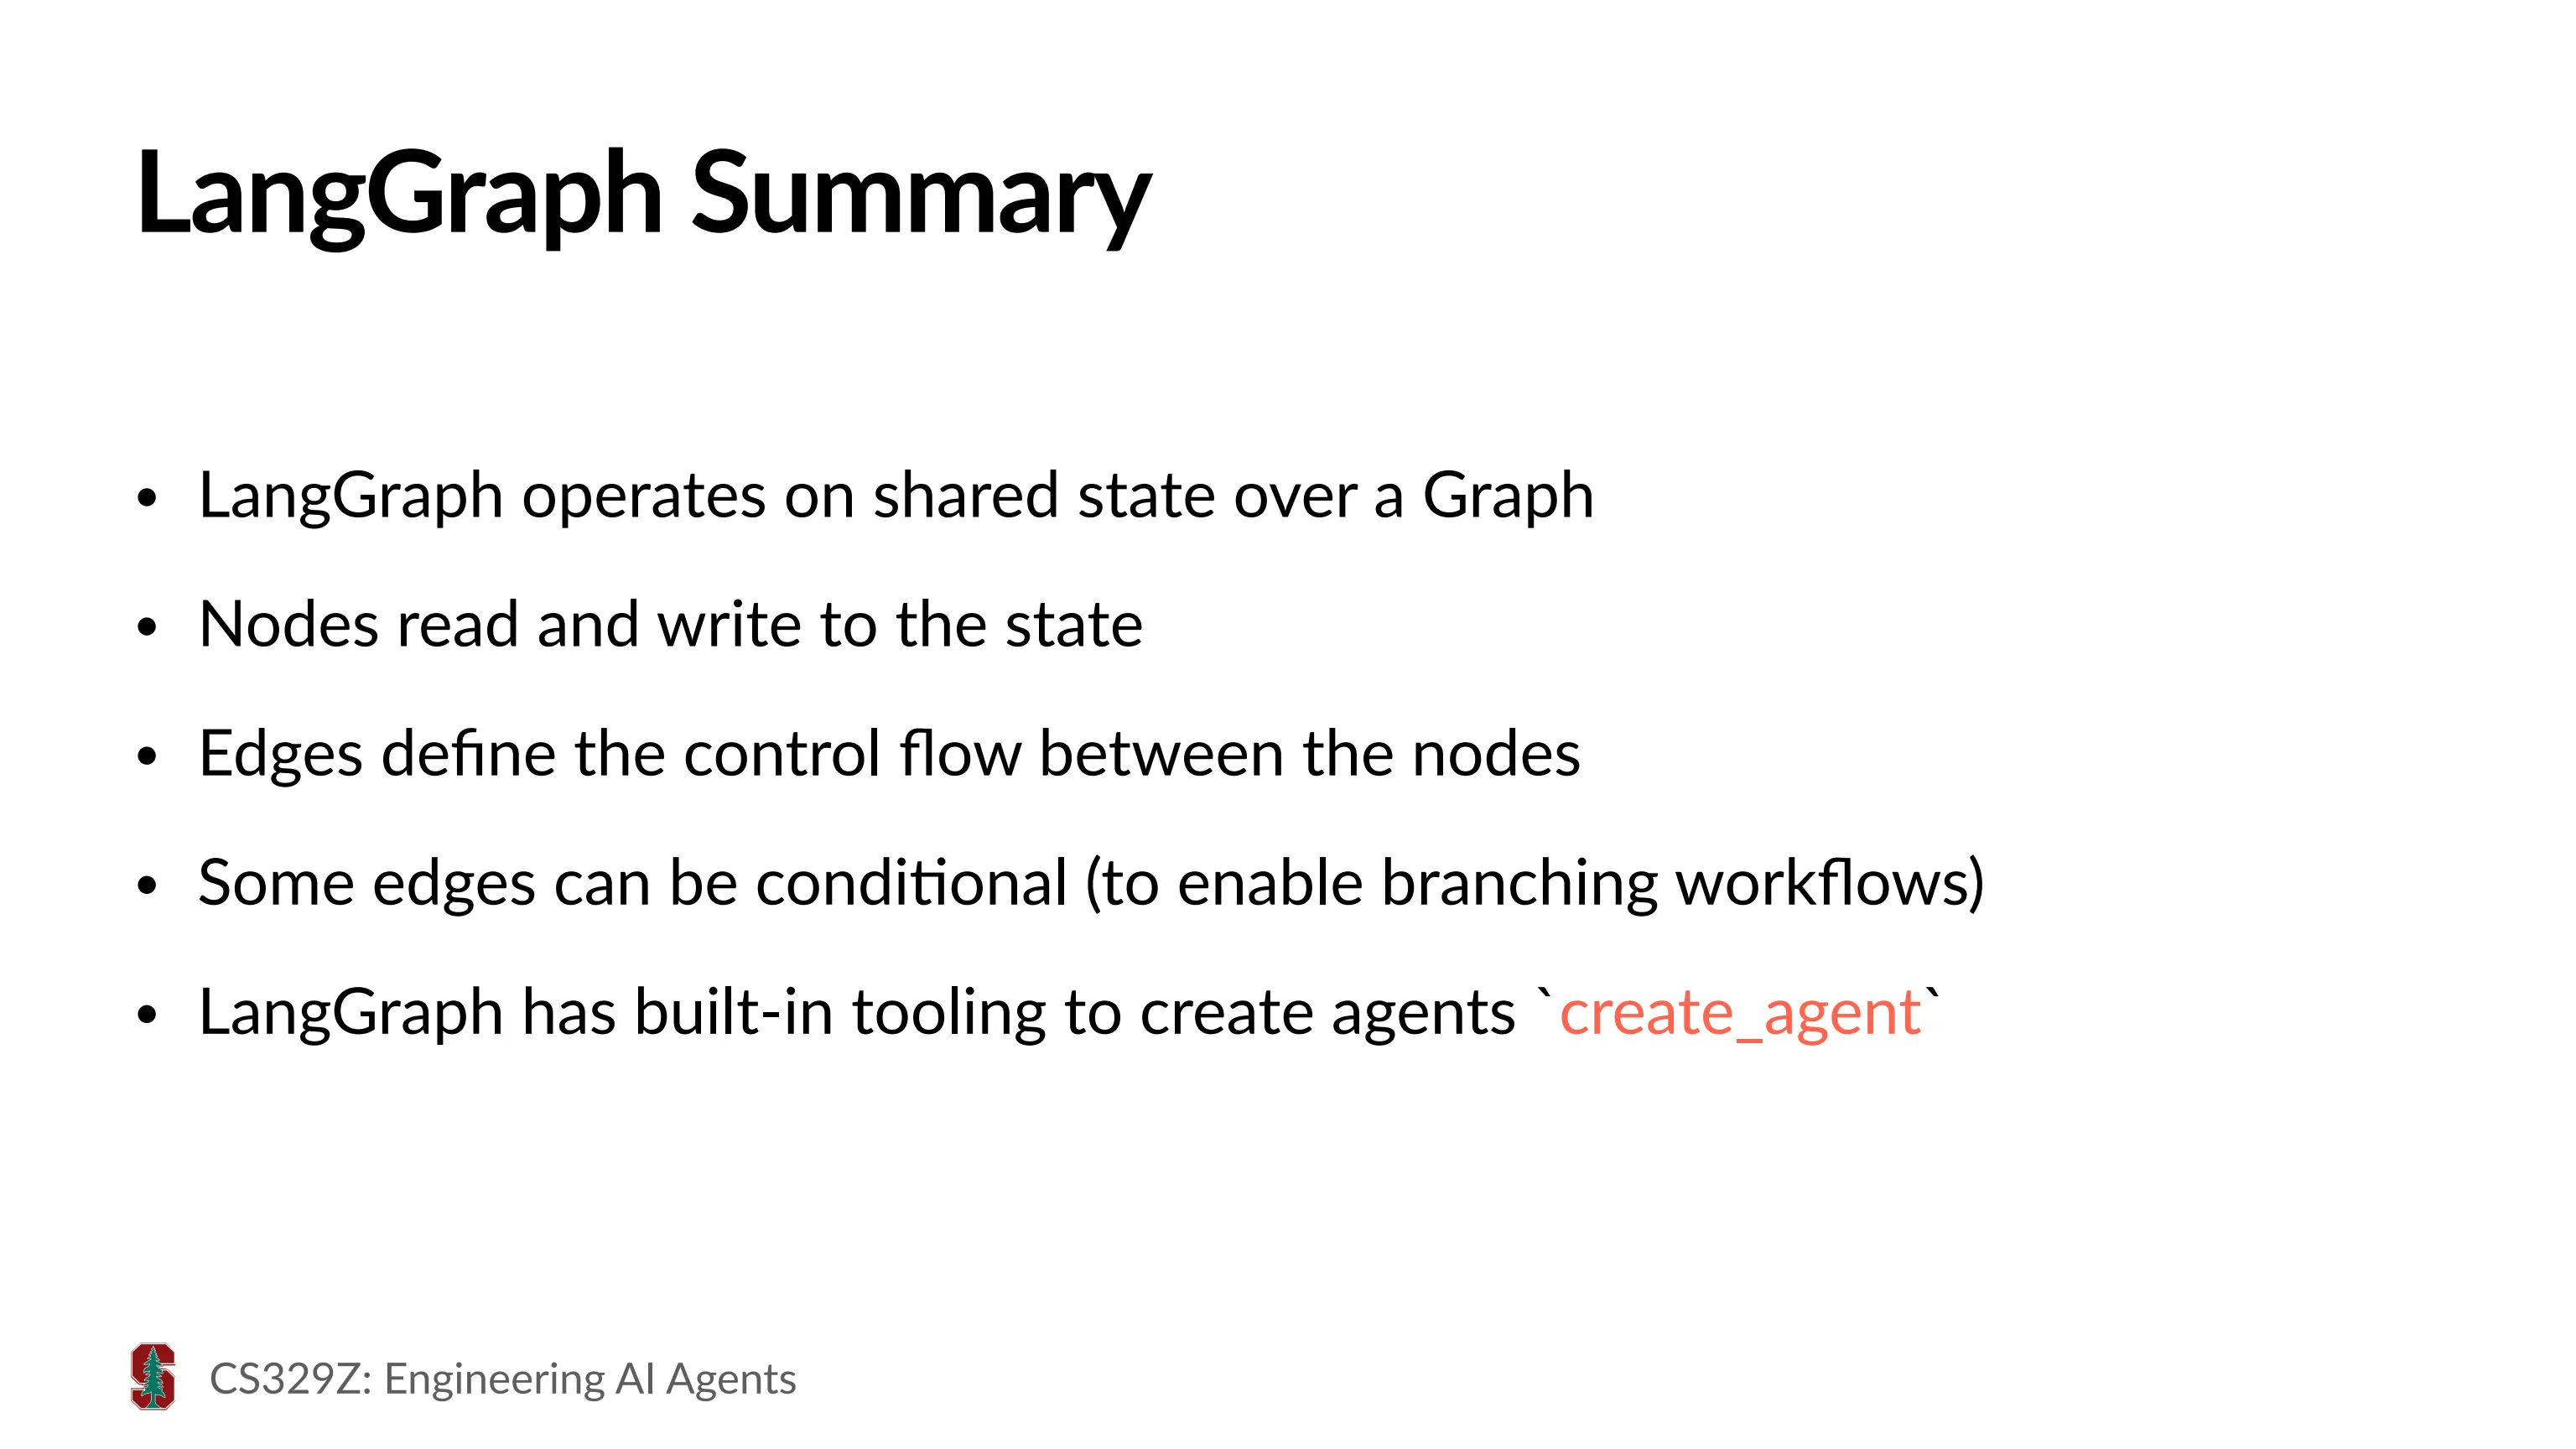 LangGraph Summary
• LangGraph operates on shared state over a Graph
• Nodes read and write to the state
• Edges define the control flow between the nodes
• Some edges can be conditional (to enable branching workflows)
• LangGraph has built-in tooling to create agents `create_agent`
CS329Z: Engineering AI Agents